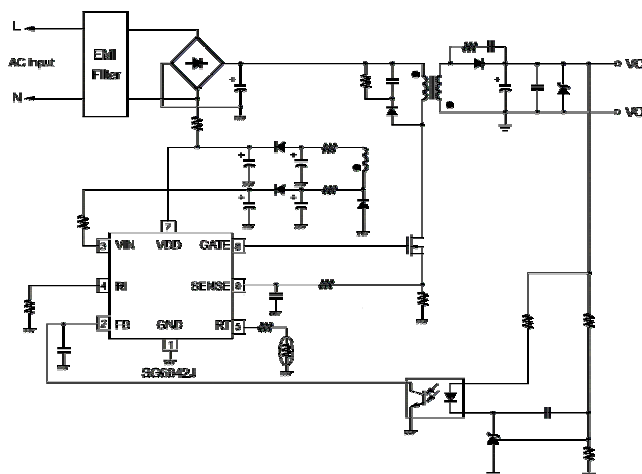 L
EMI
Filter
AC Input
N
VO
VO
7
3
VIN
VDD
GATE
8
4
RI
SENSE
6
2
FB
GND
RT
5
1
SG6842J